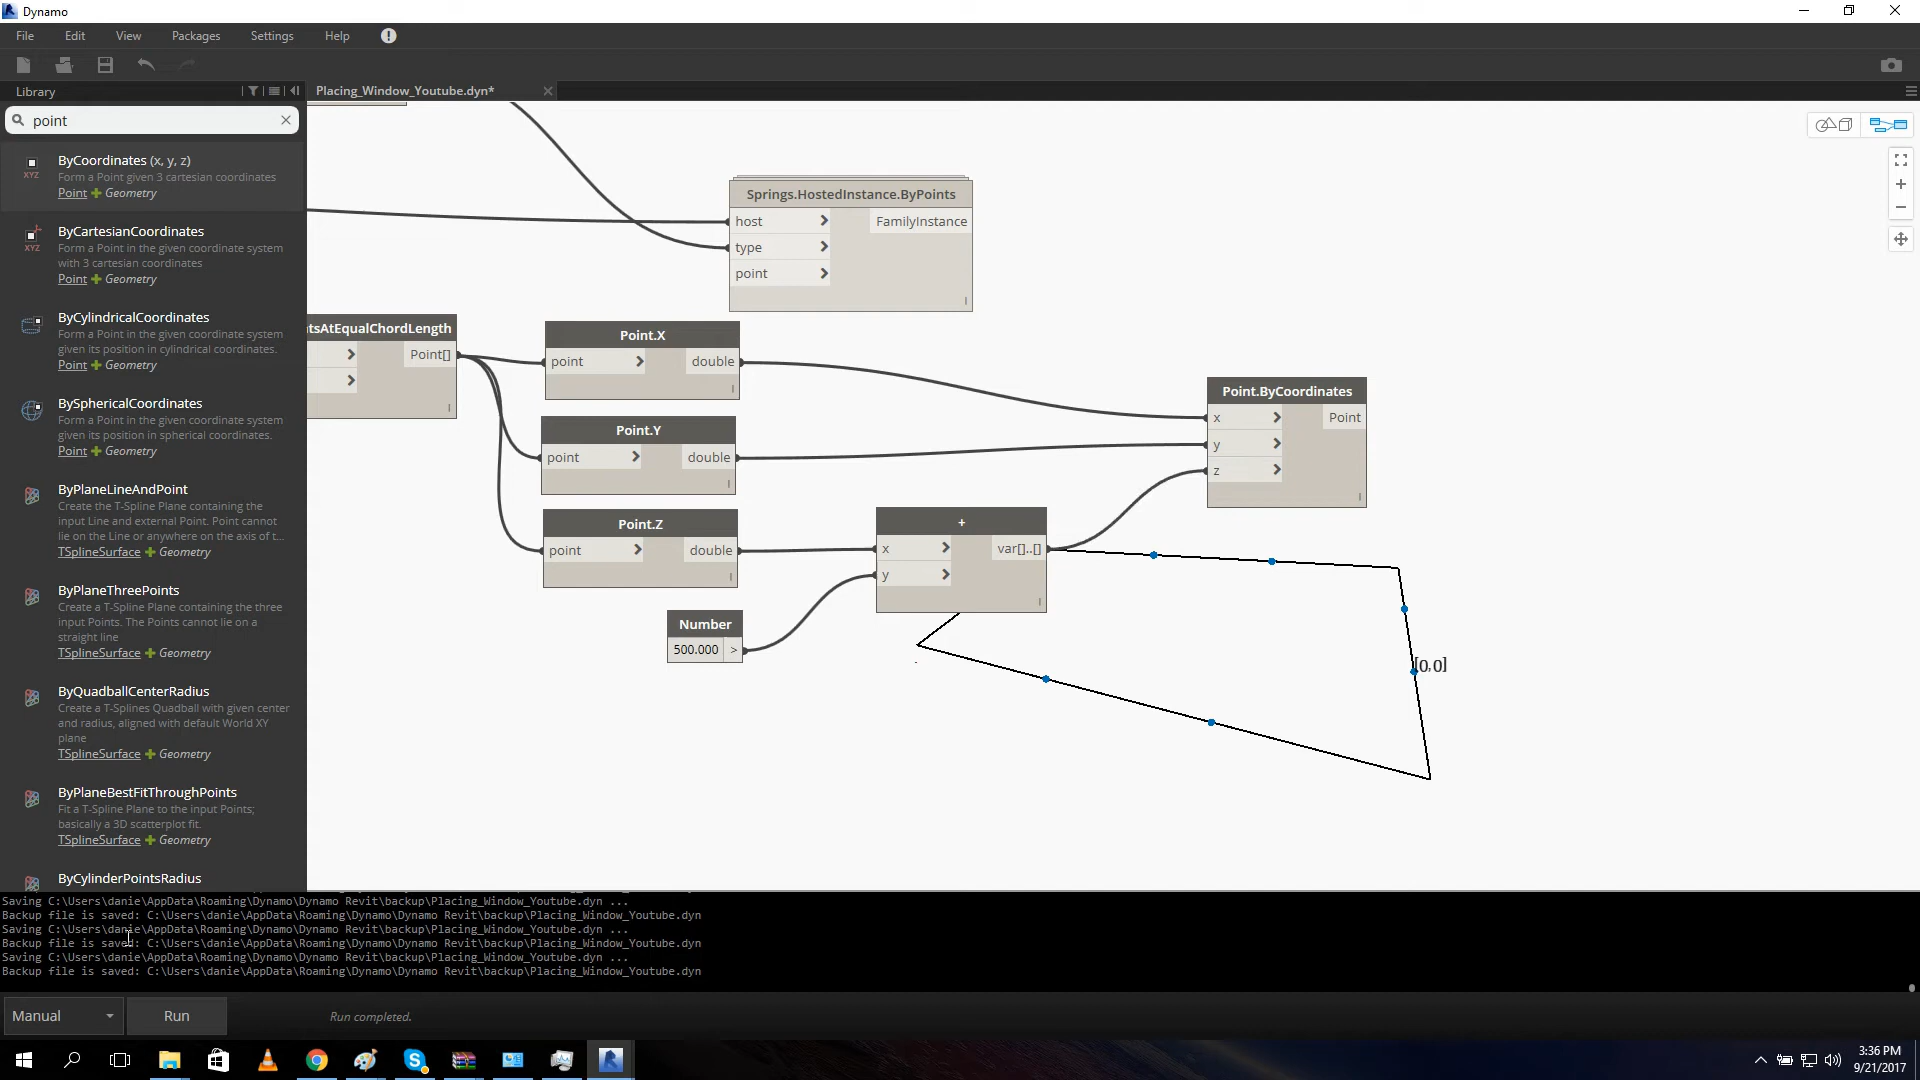 Dynamo
File Edit View Packages Settings Help
Library
Placing_Window_Youtube.dyn*
point
ByCoordinates (x, y, z)
Form a Point given 3 cartesian coordinates
Point + Geometry
ByCartesianCoordinates
Form a Point in the given coordinate system
with 3 cartesian coordinates
Point + Geometry
ByCylindricalCoordinates
Form a Point in the given coordinate system
given its position in cylindrical coordinates.
Point + Geometry
BySphericalCoordinates
Form a Point in the given coordinate system
given its position in spherical coordinates.
Point + Geometry
ByPlaneLineAndPoint
Create the T-Spline Plane containing the
input Line and external Point. Point cannot
lie on the Line or anywhere on the axis of t...
TSplineSurface + Geometry
ByPlaneThreePoints
Create a T-Spline Plane containing the three
input Points. The Points cannot lie on a
straight line
TSplineSurface + Geometry
ByQuadballCenterRadius
Create a T-Splines Quadball with given center
and radius, aligned with default World XY
plane
TSplineSurface + Geometry
ByPlaneBestFitThroughPoints
Fit a T-Spline Plane to the input Points;
basically a 3D scatterplot fit.
TSplineSurface + Geometry
ByCylinderPointsRadius
Springs.HostedInstance.ByPoints
host > FamilyInstance
type >
point >
ntsAtEqualChordLength
> Point[]
>
Point.X
point > double
Point.Y
point > double
Point.Z
point > double
Number
500.000 >
+
x > var[]..[]
y >
Point.ByCoordinates
x > Point
y >
z >
[0,0]
Saving C:\Users\danie\AppData\Roaming\Dynamo\Dynamo Revit\backup\Placing_Window_Youtube.dyn ...
Backup file is saved: C:\Users\danie\AppData\Roaming\Dynamo\Dynamo Revit\backup\Placing_Window_Youtube.dyn
Saving C:\Users\danie\AppData\Roaming\Dynamo\Dynamo Revit\backup\Placing_Window_Youtube.dyn ...
Backup file is saved: C:\Users\danie\AppData\Roaming\Dynamo\Dynamo Revit\backup\Placing_Window_Youtube.dyn
Saving C:\Users\danie\AppData\Roaming\Dynamo\Dynamo Revit\backup\Placing_Window_Youtube.dyn ...
Backup file is saved: C:\Users\danie\AppData\Roaming\Dynamo\Dynamo Revit\backup\Placing_Window_Youtube.dyn
Manual Run Run completed.
3:36 PM
9/21/2017